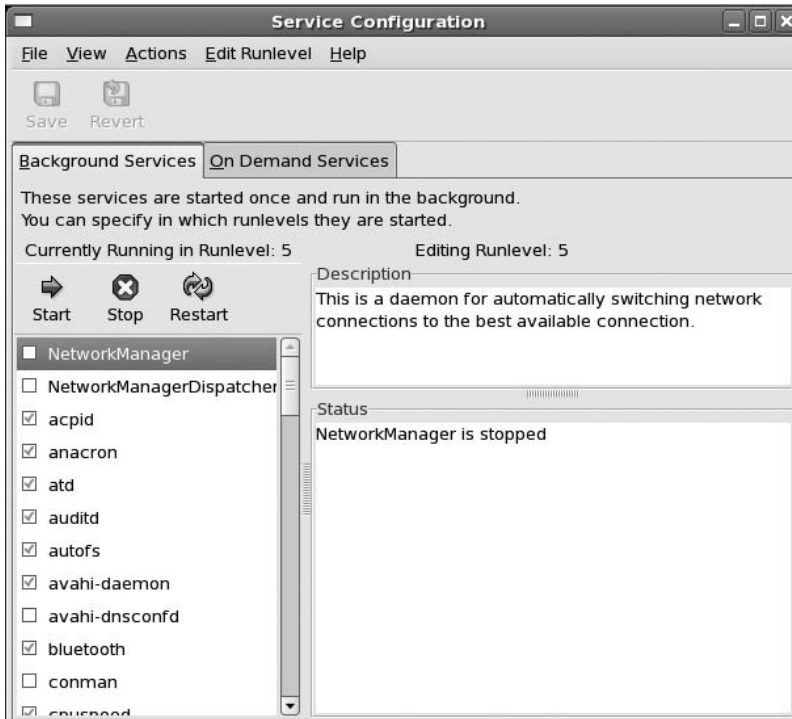 Service Configuration
File View Actions Edit Runlevel Help
Save Revert
Background Services On Demand Services
These services are started once and run in the background.
You can specify in which runlevels they are started.
Currently Running in Runlevel: 5 Editing Runlevel: 5
Start Stop Restart
Description
This is a daemon for automatically switching network
connections to the best available connection.
NetworkManager
NetworkManagerDispatcher
acpid
anacron
atd
auditd
autofs
avahi-daemon
avahi-dnsconfd
bluetooth
conman
cpuspeed
Status
NetworkManager is stopped